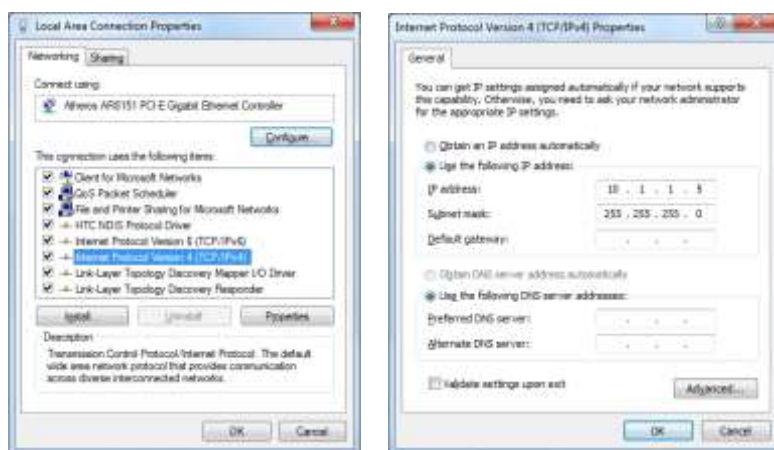 Local Area Connection Properties
Networking Sharing
Connect using:
Atheros AR8151 PCI-E Gigabit Ethernet Controller
Configure...
This connection uses the following items:
Client for Microsoft Networks
QoS Packet Scheduler
File and Printer Sharing for Microsoft Networks
HTC NDIS Protocol Driver
Internet Protocol Version 6 (TCP/IPv6)
Internet Protocol Version 4 (TCP/IPv4)
Link-Layer Topology Discovery Mapper I/O Driver
Link-Layer Topology Discovery Responder
Install... Uninstall Properties
Description
Transmission Control Protocol/Internet Protocol. The default
wide area network protocol that provides communication
across diverse interconnected networks.
OK Cancel
Internet Protocol Version 4 (TCP/IPv4) Properties
General
You can get IP settings assigned automatically if your network supports
this capability. Otherwise, you need to ask your network administrator
for the appropriate IP settings.
Obtain an IP address automatically
Use the following IP address:
IP address: 10 . 1 . 1 . 5
Subnet mask: 255 . 255 . 255 . 0
Default gateway: . . .
Obtain DNS server address automatically
Use the following DNS server addresses:
Preferred DNS server: . . .
Alternate DNS server: . . .
Validate settings upon exit
Advanced...
OK Cancel